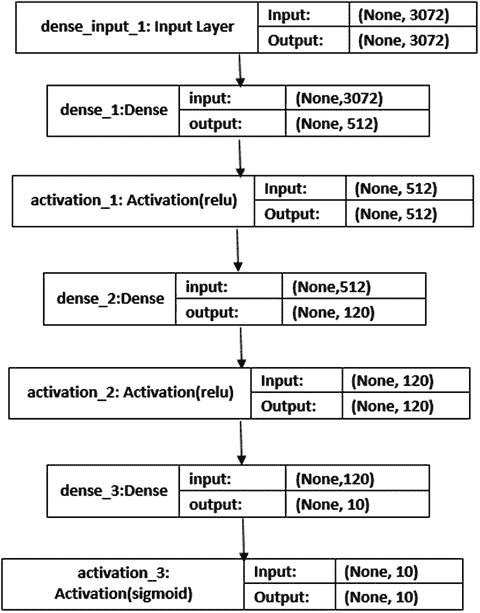 dense_input_1: Input Layer Input: (None, 3072)
Output: (None, 3072)
dense_1:Dense input: (None,3072)
output: (None, 512)
activation_1: Activation(relu) Input: (None, 512)
Output: (None, 512)
dense_2:Dense input: (None,512)
output: (None, 120)
activation_2: Activation(relu) Input: (None, 120)
Output: (None, 120)
dense_3:Dense input: (None,120)
output: (None, 10)
activation_3: Input: (None, 10)
Activation(sigmoid) Output: (None, 10)